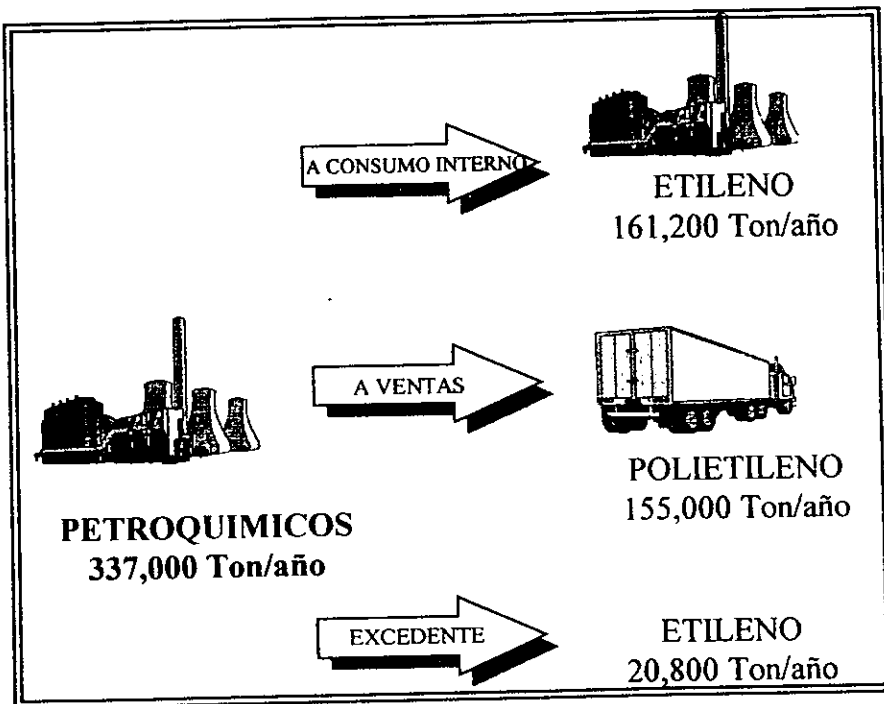 A CONSUMO INTERNO
ETILENO
161,200 Ton/año
A VENTAS
POLIETILENO
155,000 Ton/año
PETROQUIMICOS
337,000 Ton/año
EXCEDENTE
ETILENO
20,800 Ton/año